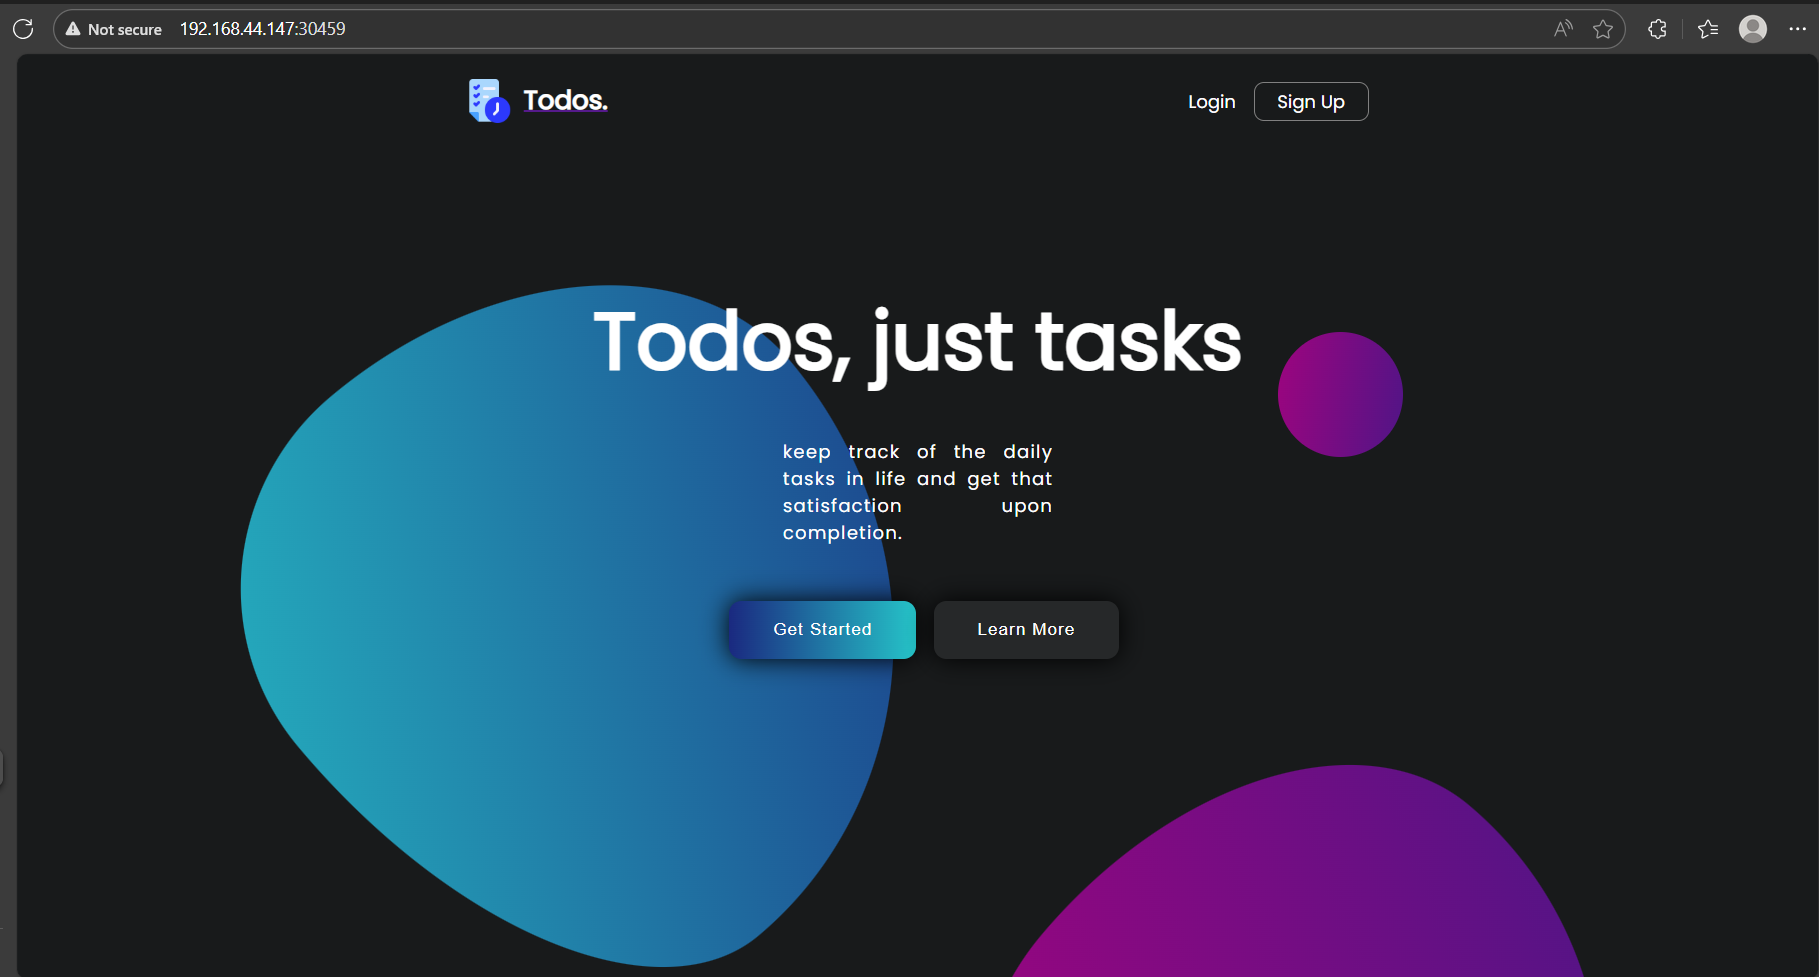 Not secure 192.168.44.147:30459
Todos.
Login
Sign Up
Todos, just tasks
keep track of the daily
tasks in life and get that
satisfaction upon
completion.
Get Started
Learn More